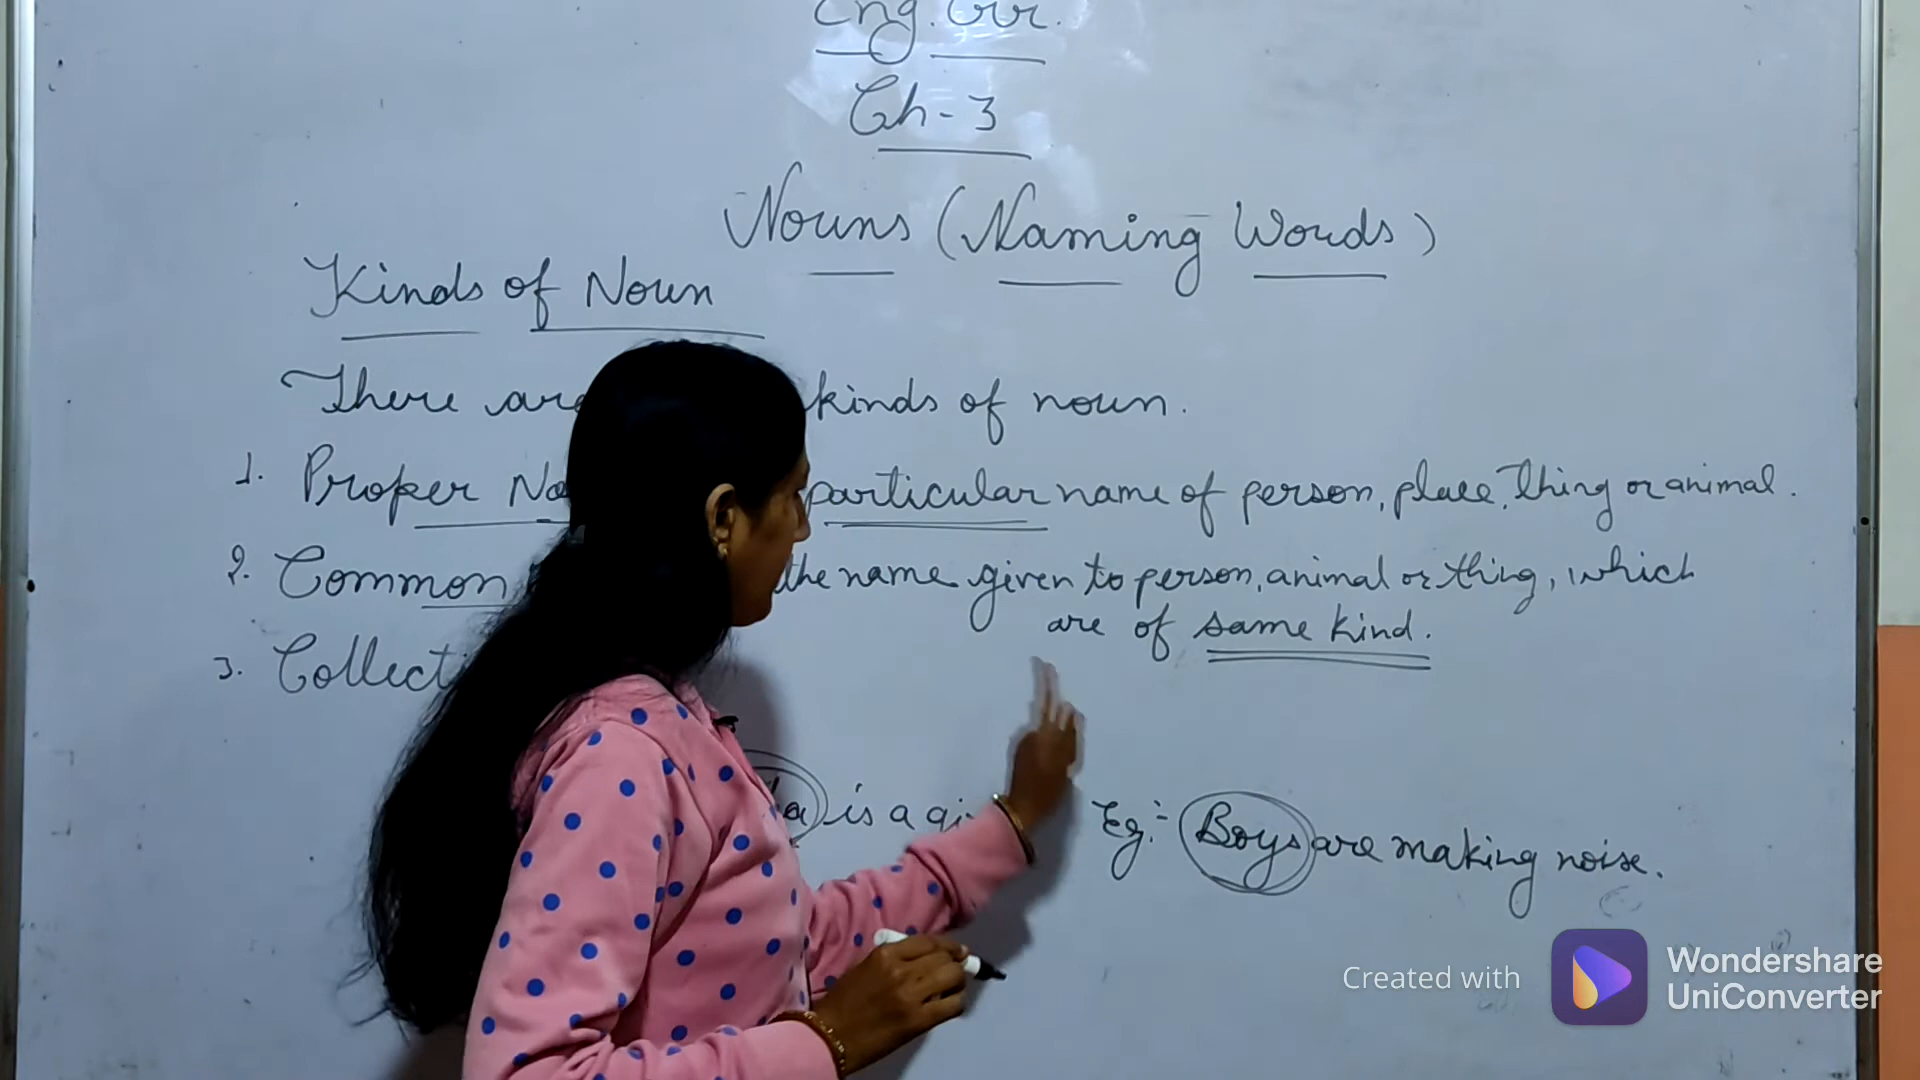 Eng. Gr.
Ch-3
Nouns (Naming Words)
Kinds of Noun
There are kinds of noun.
1. Proper particular name of person, place, thing or animal.
2. Common the name given to person, animal or thing, which
are of same kind.
3.
is a Eg:- Boys are making noise.
Created with Wondershare
UniConverter